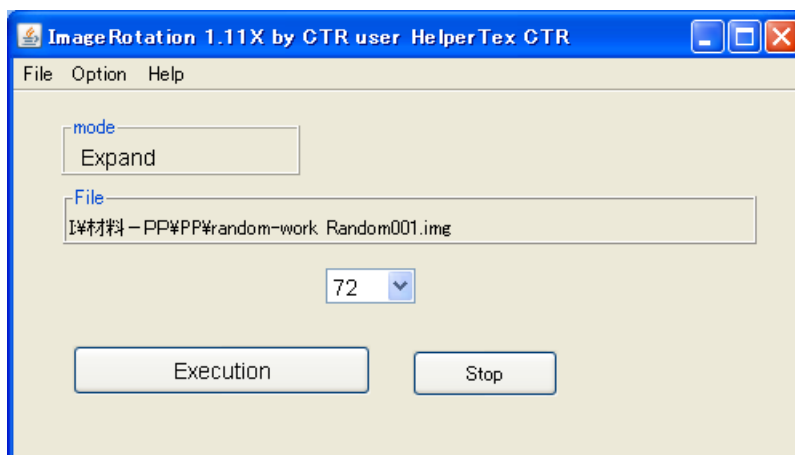 ImageRotation 1.11X by CTR user HelperTex CTR
File Option Help
mode
Expand
File
I¥材料-PP¥PP¥random-work Random001.img
72
Execution Stop